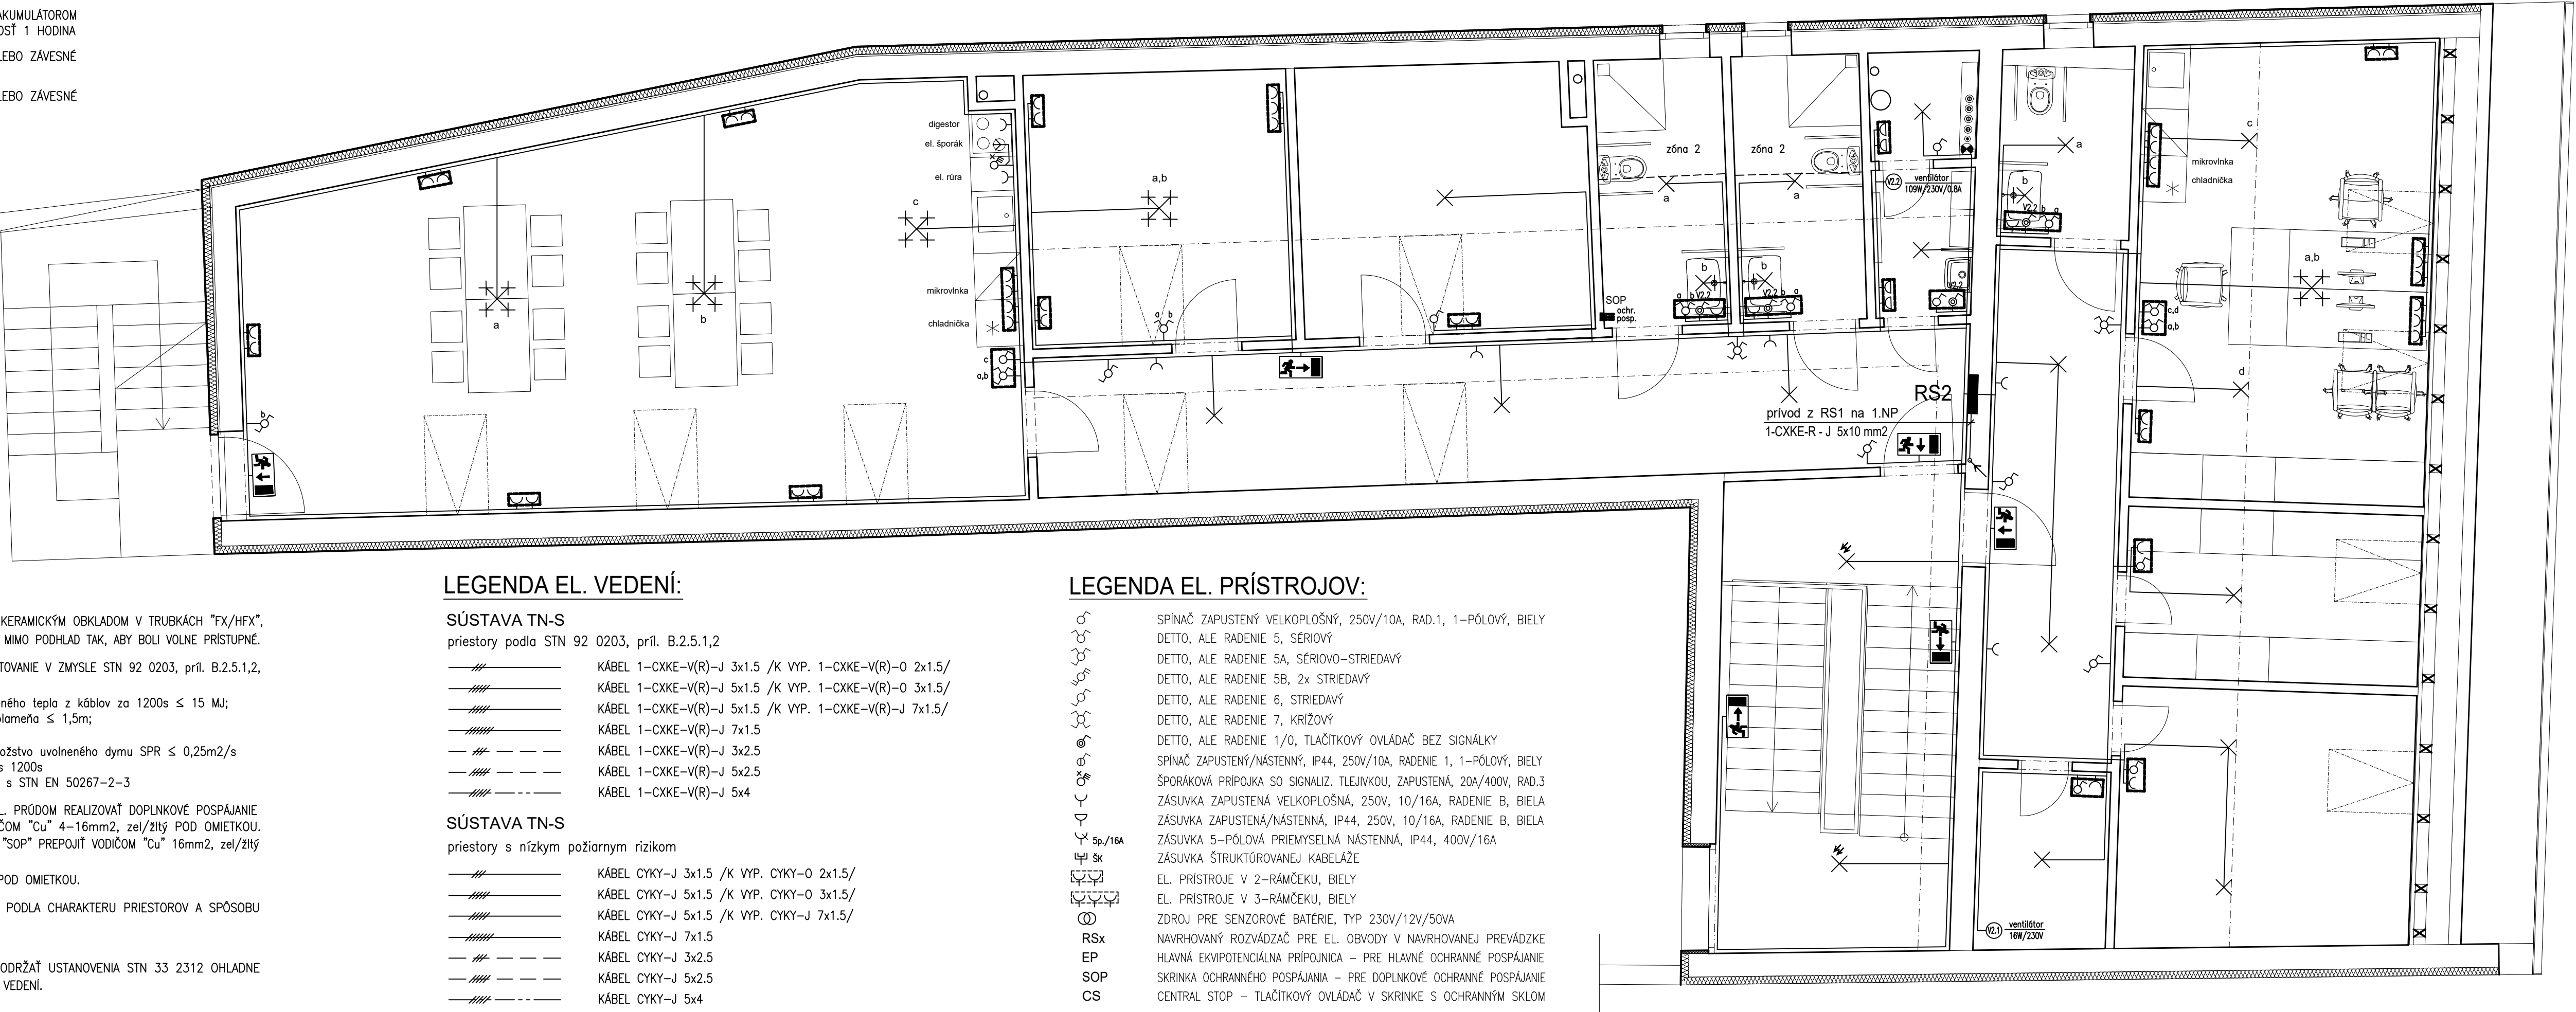 AKUMULÁTOROM
OSŤ 1 HODINA
LEBO ZÁVESNÉ
LEBO ZÁVESNÉ
digestor
el. šporák
el. rúra
c
mikrovlnka
chladnička
a
b
c
a,b
b
a,b
a b
zóna 2
zóna 2
a
a
b
b
a b V2.2
V2.2 b a
SOP
ochr.
posp.
V2.2
ventilátor
109W/230V/0.8A
V2.2
a
b
V2.2 b a
c
mikrovlnka
chladnička
a,b
c,d
a,b
d
RS2
prívod z RS1 na 1.NP
1-CXKE-R - J 5x10 mm2
V2.1
ventilátor
16W/230V
KERAMICKÝM OBKLADOM V TRUBKÁCH "FX/HFX",
MIMO PODHLAD TAK, ABY BOLI VOLNE PRÍSTUPNÉ.
TOVANIE V ZMYSLE STN 92 0203, príl. B.2.5.1,2,
ného tepla z káblov za 1200s ≤ 15 MJ;
plameňa ≤ 1,5m;
ožstvo uvolneného dymu SPR ≤ 0,25m2/s
s 1200s
s STN EN 50267-2-3
L. PRÚDOM REALIZOVAŤ DOPLNKOVÉ POSPÁJANIE
ČOM "Cu" 4-16mm2, zel/žltý POD OMIETKOU.
"SOP" PREPOJIŤ VODIČOM "Cu" 16mm2, zel/žltý
POD OMIETKOU.
PODLA CHARAKTERU PRIESTOROV A SPÔSOBU
ODRŽAŤ USTANOVENIA STN 33 2312 OHLADNE
VEDENÍ.
LEGENDA EL. VEDENÍ:
SÚSTAVA TN-S
priestory podla STN 92 0203, príl. B.2.5.1,2
KÁBEL 1-CXKE-V(R)-J 3x1.5 /K VYP. 1-CXKE-V(R)-O 2x1.5/
KÁBEL 1-CXKE-V(R)-J 5x1.5 /K VYP. 1-CXKE-V(R)-O 3x1.5/
KÁBEL 1-CXKE-V(R)-J 5x1.5 /K VYP. 1-CXKE-V(R)-J 7x1.5/
KÁBEL 1-CXKE-V(R)-J 7x1.5
KÁBEL 1-CXKE-V(R)-J 3x2.5
KÁBEL 1-CXKE-V(R)-J 5x2.5
KÁBEL 1-CXKE-V(R)-J 5x4
SÚSTAVA TN-S
priestory s nízkym požiarnym rizikom
KÁBEL CYKY-J 3x1.5 /K VYP. CYKY-O 2x1.5/
KÁBEL CYKY-J 5x1.5 /K VYP. CYKY-O 3x1.5/
KÁBEL CYKY-J 5x1.5 /K VYP. CYKY-J 7x1.5/
KÁBEL CYKY-J 7x1.5
KÁBEL CYKY-J 3x2.5
KÁBEL CYKY-J 5x2.5
KÁBEL CYKY-J 5x4
LEGENDA EL. PRÍSTROJOV:
SPÍNAČ ZAPUSTENÝ VELKOPLOŠNÝ, 250V/10A, RAD.1, 1-PÓLOVÝ, BIELY
DETTO, ALE RADENIE 5, SÉRIOVÝ
DETTO, ALE RADENIE 5A, SÉRIOVO-STRIEDAVÝ
DETTO, ALE RADENIE 5B, 2x STRIEDAVÝ
DETTO, ALE RADENIE 6, STRIEDAVÝ
DETTO, ALE RADENIE 7, KRÍŽOVÝ
DETTO, ALE RADENIE 1/0, TLAČÍTKOVÝ OVLÁDAČ BEZ SIGNÁLKY
SPÍNAČ ZAPUSTENÝ/NÁSTENNÝ, IP44, 250V/10A, RADENIE 1, 1-PÓLOVÝ, BIELY
ŠPORÁKOVÁ PRÍPOJKA SO SIGNALIZ. TLEJIVKOU, ZAPUSTENÁ, 20A/400V, RAD.3
ZÁSUVKA ZAPUSTENÁ VELKOPLOŠNÁ, 250V, 10/16A, RADENIE B, BIELA
ZÁSUVKA ZAPUSTENÁ/NÁSTENNÁ, IP44, 250V, 10/16A, RADENIE B, BIELA
5p./16A ZÁSUVKA 5-PÓLOVÁ PRIEMYSELNÁ NÁSTENNÁ, IP44, 400V/16A
ŠK ZÁSUVKA ŠTRUKTÚROVANEJ KABELÁŽE
EL. PRÍSTROJE V 2-RÁMČEKU, BIELY
EL. PRÍSTROJE V 3-RÁMČEKU, BIELY
ZDROJ PRE SENZOROVÉ BATÉRIE, TYP 230V/12V/50VA
RSx NAVRHOVANÝ ROZVÁDZAČ PRE EL. OBVODY V NAVRHOVANEJ PREVÁDZKE
EP HLAVNÁ EKVIPOTENCIÁLNA PRÍPOJNICA - PRE HLAVNÉ OCHRANNÉ POSPÁJANIE
SOP SKRINKA OCHRANNÉHO POSPÁJANIA - PRE DOPLNKOVÉ OCHRANNÉ POSPÁJANIE
CS CENTRAL STOP - TLAČÍTKOVÝ OVLÁDAČ V SKRINKE S OCHRANNÝM SKLOM